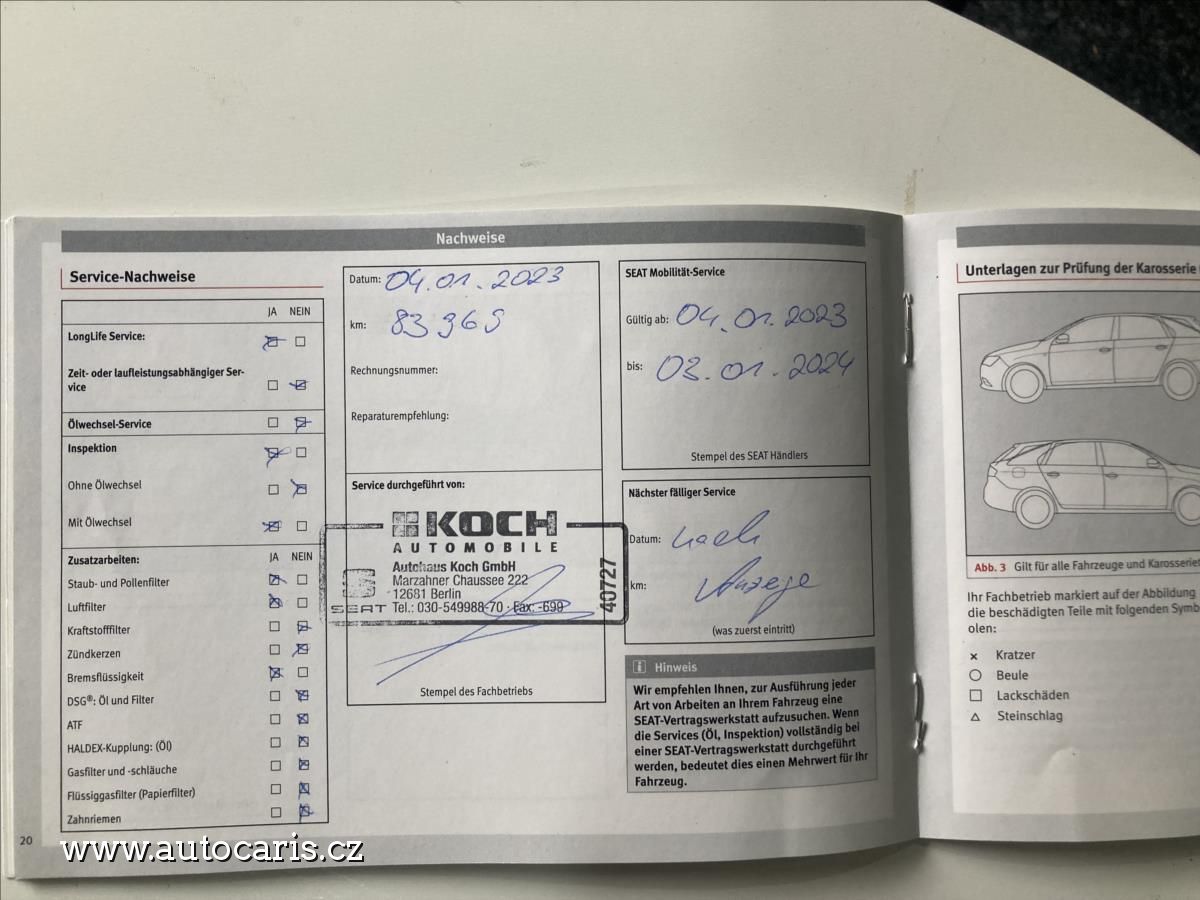 Nachweise
Service-Nachweise
JA NEIN
LongLife Service:
Zeit- oder laufleistungsabhängiger Ser-
vice
Ölwechsel-Service
Inspektion
Ohne Ölwechsel
Mit Ölwechsel
Zusatzarbeiten: JA NEIN
Staub- und Pollenfilter
Luftfilter
Kraftstofffilter
Zündkerzen
Bremsflüssigkeit
DSG®: Öl und Filter
ATF
HALDEX-Kupplung: (Öl)
Gasfilter und -schläuche
Flüssiggasfilter (Papierfilter)
Zahnriemen
20
Datum: 04.01.2023
km: 83965
Rechnungsnummer:
Reparaturempfehlung:
Service durchgeführt von:
KOCH
AUTOMOBILE
Autohaus Koch GmbH
Marzahner Chaussee 222
12681 Berlin
SEAT Tel.: 030-549988-70 · Fax: -699
40727
Stempel des Fachbetriebs
SEAT Mobilität-Service
Gültig ab: 04.01.2023
bis: 03.01.2024
Stempel des SEAT Händlers
Nächster fälliger Service
Datum: nach
km: Anzeige
(was zuerst eintritt)
i Hinweis
Wir empfehlen Ihnen, zur Ausführung jeder
Art von Arbeiten an Ihrem Fahrzeug eine
SEAT-Vertragswerkstatt aufzusuchen. Wenn
die Services (Öl, Inspektion) vollständig bei
einer SEAT-Vertragswerkstatt durchgeführt
werden, bedeutet dies einen Mehrwert für Ihr
Fahrzeug.
Unterlagen zur Prüfung der Karosserie
Abb. 3 Gilt für alle Fahrzeuge und Karosseriet
Ihr Fachbetrieb markiert auf der Abbildung
die beschädigten Teile mit folgenden Symb
olen:
× Kratzer
○ Beule
□ Lackschäden
△ Steinschlag
www.autocaris.cz